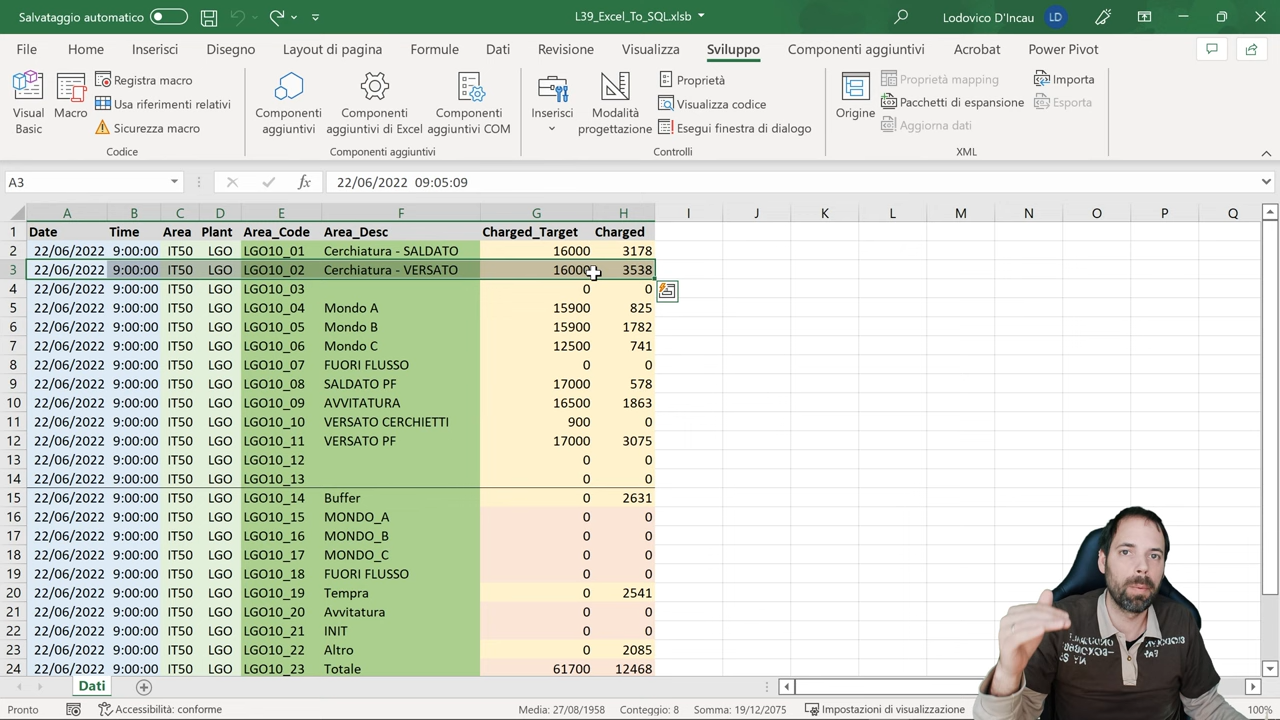 Salvataggio automatico
L39_Excel_To_SQL.xlsb
Lodovico D'Incau
LD
File Home Inserisci Disegno Layout di pagina Formule Dati Revisione Visualizza Sviluppo Componenti aggiuntivi Acrobat Power Pivot
Visual Basic
Macro
Registra macro
Usa riferimenti relativi
Sicurezza macro
Codice
Componenti aggiuntivi
Componenti aggiuntivi di Excel
Componenti aggiuntivi COM
Componenti aggiuntivi
Inserisci
Modalità progettazione
Proprietà
Visualizza codice
Esegui finestra di dialogo
Controlli
Origine
Proprietà mapping
Pacchetti di espansione
Aggiorna dati
Importa
Esporta
XML
A3
fx
22/06/2022 09:05:09
A B C D E F G H I J K L M N O P Q
1 Date Time Area Plant Area_Code Area_Desc Charged_Target Charged
2 22/06/2022 9:00:00 IT50 LGO LGO10_01 Cerchiatura - SALDATO 16000 3178
3 22/06/2022 9:00:00 IT50 LGO LGO10_02 Cerchiatura - VERSATO 16000 3538
4 22/06/2022 9:00:00 IT50 LGO LGO10_03 0 0
5 22/06/2022 9:00:00 IT50 LGO LGO10_04 Mondo A 15900 825
6 22/06/2022 9:00:00 IT50 LGO LGO10_05 Mondo B 15900 1782
7 22/06/2022 9:00:00 IT50 LGO LGO10_06 Mondo C 12500 741
8 22/06/2022 9:00:00 IT50 LGO LGO10_07 FUORI FLUSSO 0 0
9 22/06/2022 9:00:00 IT50 LGO LGO10_08 SALDATO PF 17000 578
10 22/06/2022 9:00:00 IT50 LGO LGO10_09 AVVITATURA 16500 1863
11 22/06/2022 9:00:00 IT50 LGO LGO10_10 VERSATO CERCHIETTI 900 0
12 22/06/2022 9:00:00 IT50 LGO LGO10_11 VERSATO PF 17000 3075
13 22/06/2022 9:00:00 IT50 LGO LGO10_12 0 0
14 22/06/2022 9:00:00 IT50 LGO LGO10_13 0 0
15 22/06/2022 9:00:00 IT50 LGO LGO10_14 Buffer 0 2631
16 22/06/2022 9:00:00 IT50 LGO LGO10_15 MONDO_A 0 0
17 22/06/2022 9:00:00 IT50 LGO LGO10_16 MONDO_B 0 0
18 22/06/2022 9:00:00 IT50 LGO LGO10_17 MONDO_C 0 0
19 22/06/2022 9:00:00 IT50 LGO LGO10_18 FUORI FLUSSO 0 0
20 22/06/2022 9:00:00 IT50 LGO LGO10_19 Tempra 0 2541
21 22/06/2022 9:00:00 IT50 LGO LGO10_20 Avvitatura 0 0
22 22/06/2022 9:00:00 IT50 LGO LGO10_21 INIT 0 0
23 22/06/2022 9:00:00 IT50 LGO LGO10_22 Altro 0 2085
24 22/06/2022 9:00:00 IT50 LGO LGO10_23 Totale 61700 12468
Dati
Pronto
Accessibilità: conforme
Media: 27/08/1958
Conteggio: 8
Somma: 19/12/2075
Impostazioni di visualizzazione
100%